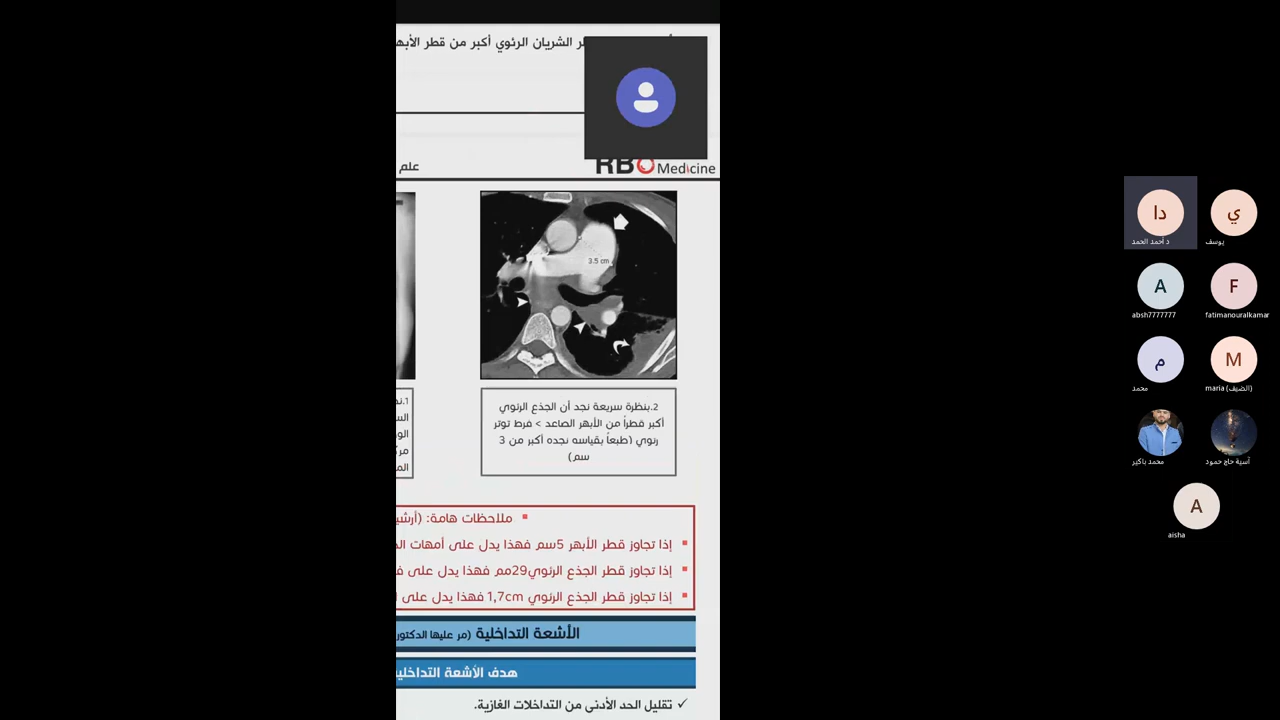 ر الشريان الرئوي أكبر من قطر الأبهر
RBO Medicine
علم
3.5 cm
2.بنظرة سريعة نجد أن الجذع الرئوي
أكبر قطراً من الأبهر الصاعد > فرط توتر
رئوي (طبعاً بقياسه نجده أكبر من 3
سم)
ملاحظات هامة:
إذا تجاوز قطر الأبهر 5سم فهذا يدل على أمهات
إذا تجاوز قطر الجذع الرئوي29مم فهذا يدل على
إذا تجاوز قطر الجذع الرئوي 1,7cm فهذا يدل على
الأشعة التداخلية (مر عليها الدكتور
هدف الأشعة التداخلية
✓ تقليل الحد الأدنى من التداخلات الغازية.
دا
د أحمد الحمد
ي
يوسف
A
absh7777777
F
fatimanouralkamar
م
محمد
M
maria (الضيف)
محمد باكير
آسية حاج حمود
A
aisha